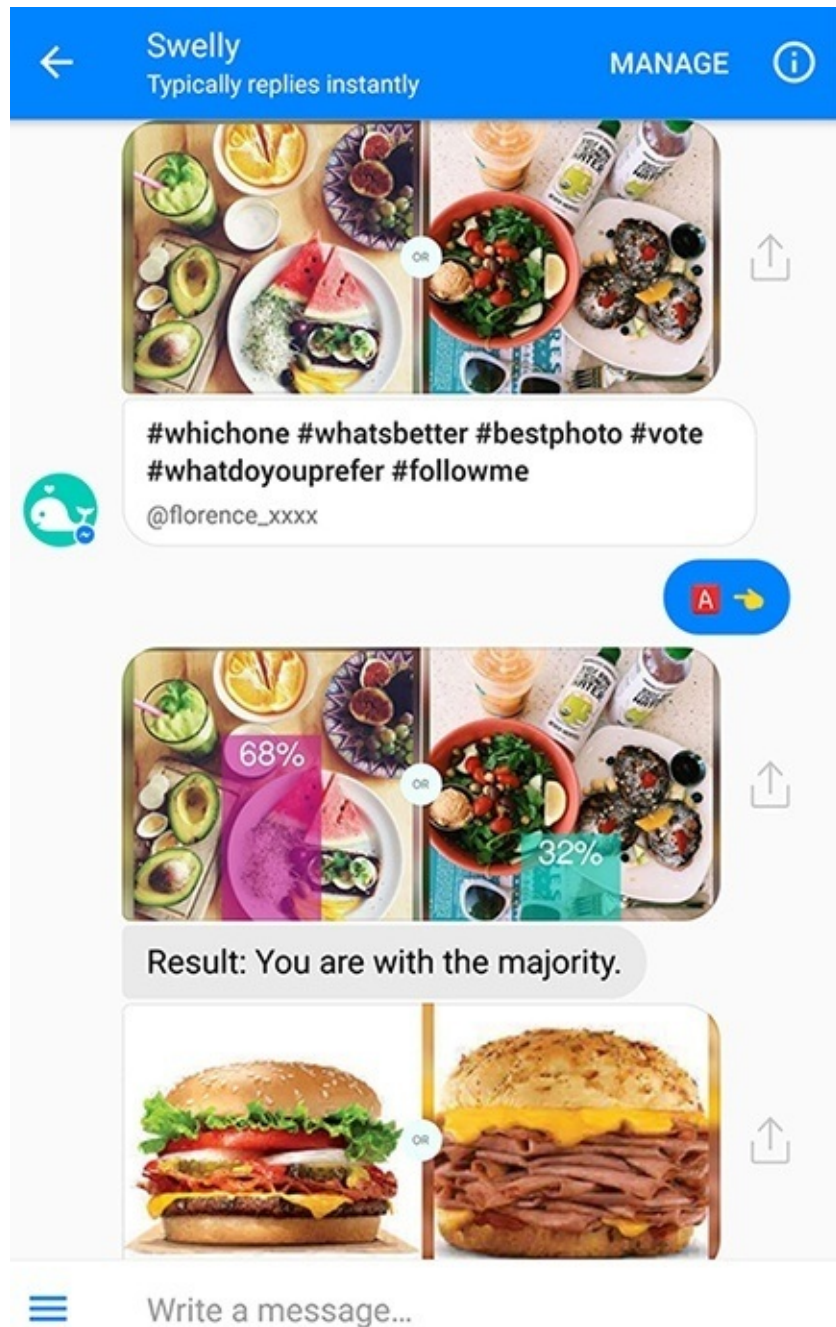 Swelly
Typically replies instantly
MANAGE
OR
#whichone #whatsbetter #bestphoto #vote
#whatdoyouprefer #followme
@florence_xxxx
A
68%
OR
32%
Result: You are with the majority.
OR
Write a message...